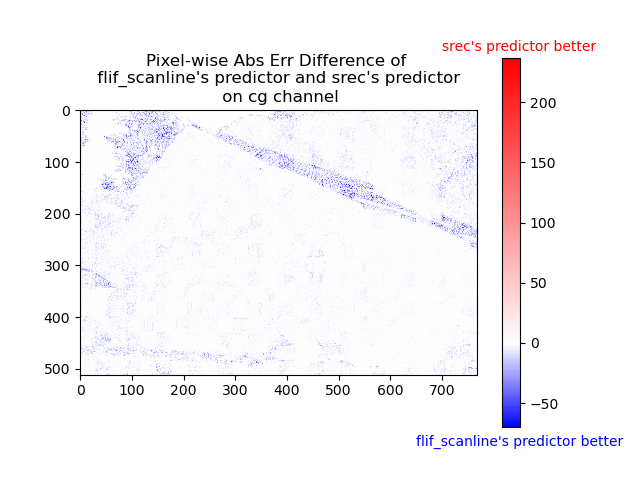 srec's predictor better
Pixel-wise Abs Err Difference of
flif_scanline's predictor and srec's predictor
on cg channel
0
100
200
300
400
500
0 100 200 300 400 500 600 700
200
150
100
50
0
−50
flif_scanline's predictor better